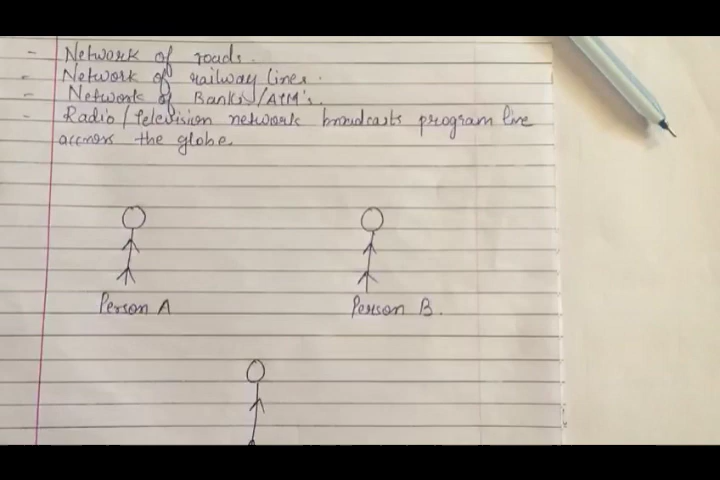 - Network of roads.
- Network of railway lines.
- Network of Banks/ATM's.
- Radio/Television network broadcasts program live
accross the globe.
Person A
Person B.